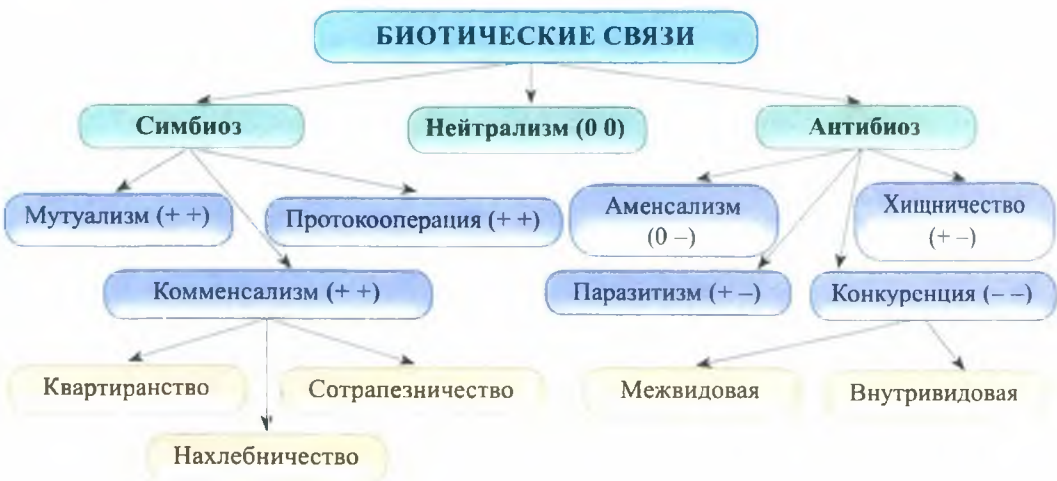 БИОТИЧЕСКИЕ СВЯЗИ
Симбиоз
Нейтрализм (0 0)
Антибиоз
Мутуализм (+ +)
Протокооперация (+ +)
Аменсализм
(0 –)
Хищничество
(+ –)
Комменсализм (+ +)
Паразитизм (+ –)
Конкуренция (– –)
Квартиранство
Сотрапезничество
Межвидовая
Внутривидовая
Нахлебничество